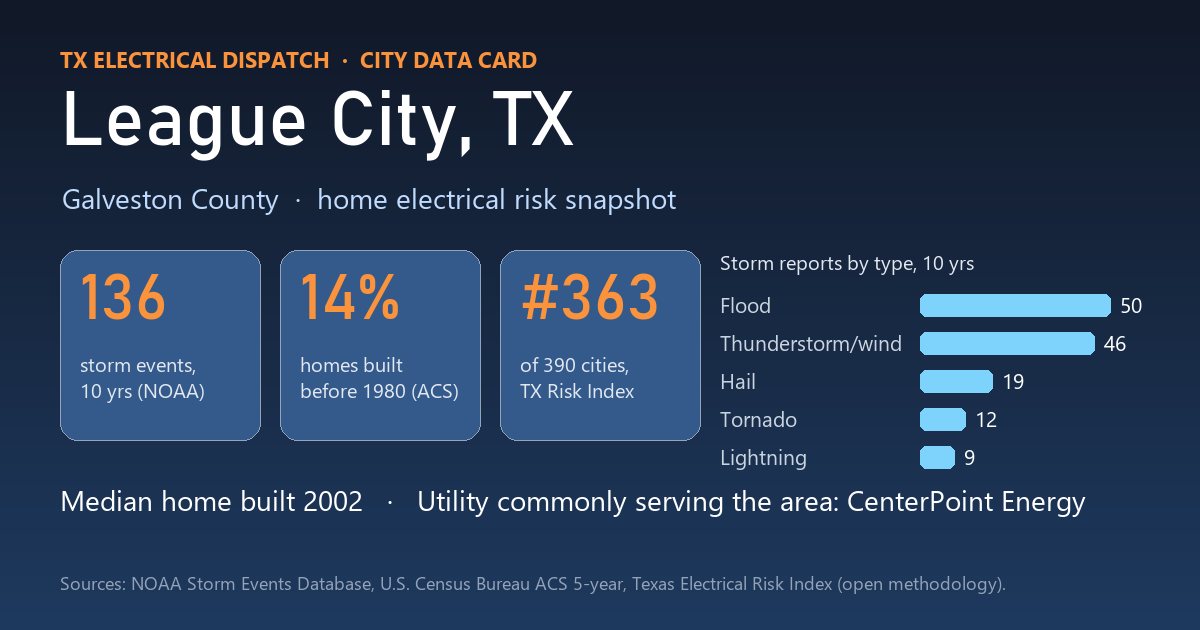 TX ELECTRICAL DISPATCH · CITY DATA CARD
League City, TX
Galveston County · home electrical risk snapshot
136
storm events,
10 yrs (NOAA)
14%
homes built
before 1980 (ACS)
#363
of 390 cities,
TX Risk Index
Storm reports by type, 10 yrs
Flood 50
Thunderstorm/wind 46
Hail 19
Tornado 12
Lightning 9
Median home built 2002 · Utility commonly serving the area: CenterPoint Energy
Sources: NOAA Storm Events Database, U.S. Census Bureau ACS 5-year, Texas Electrical Risk Index (open methodology).